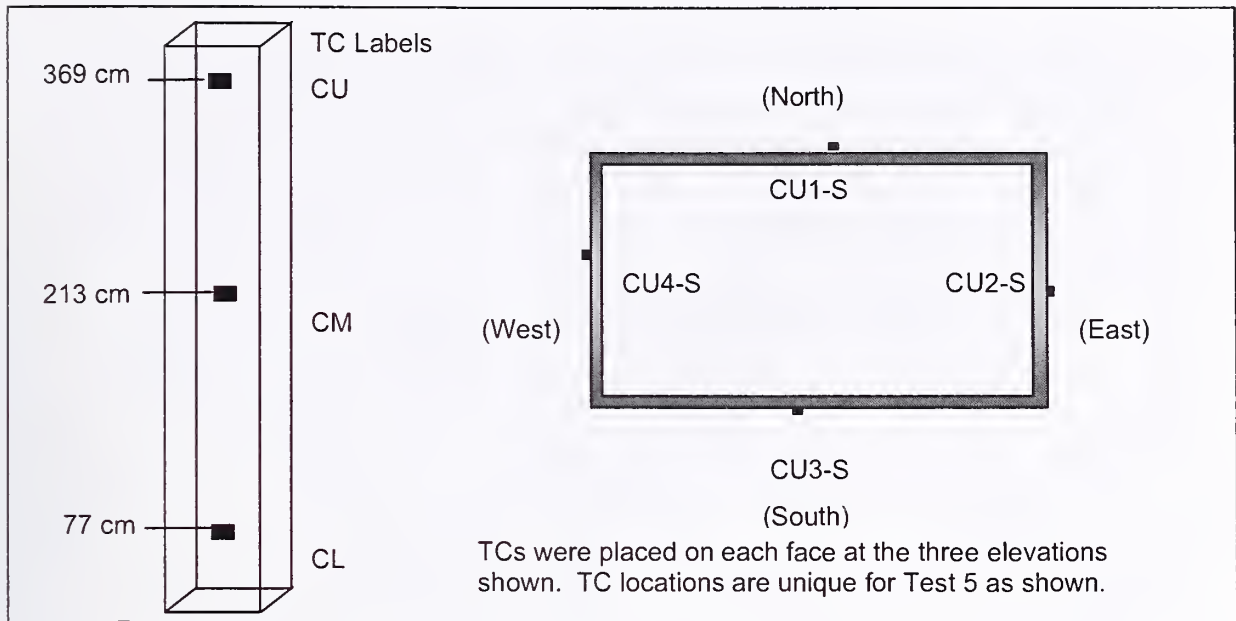 TC Labels
369 cm
CU
213 cm
CM
77 cm
CL
(North)
CU1-S
CU4-S
CU2-S
(West)
(East)
CU3-S
(South)
TCs were placed on each face at the three elevations
shown. TC locations are unique for Test 5 as shown.